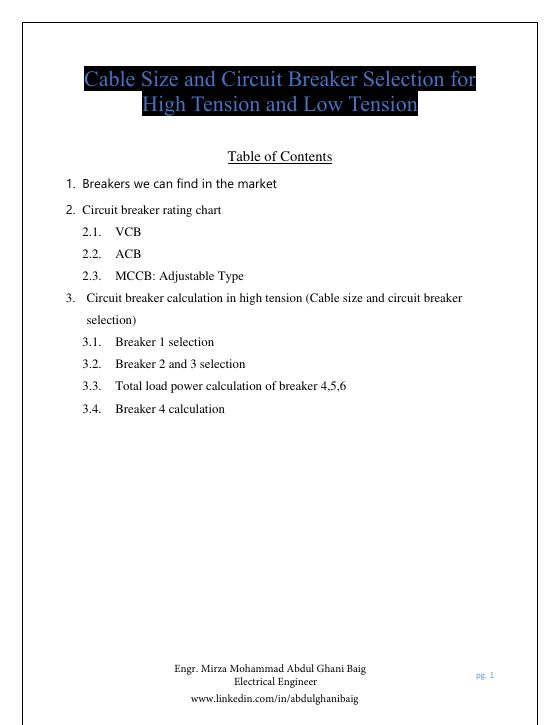 Cable Size and Circuit Breaker Selection for
High Tension and Low Tension
Table of Contents
1. Breakers we can find in the market
2. Circuit breaker rating chart
2.1. VCB
2.2. ACB
2.3. MCCB: Adjustable Type
3. Circuit breaker calculation in high tension (Cable size and circuit breaker
selection)
3.1. Breaker 1 selection
3.2. Breaker 2 and 3 selection
3.3. Total load power calculation of breaker 4,5,6
3.4. Breaker 4 calculation
Engr. Mirza Mohammad Abdul Ghani Baig
Electrical Engineer
www.linkedin.com/in/abdulghanibaig
pg. 1